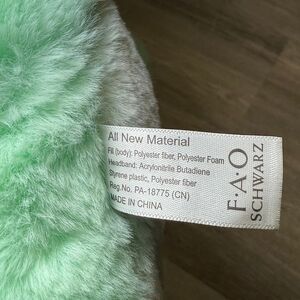 All New Material
Fill (body): Polyester fiber, Polyester Foam
Headband: Acrylonitrile Butadiene
Styrene plastic, Polyester fiber
Reg.No. PA-18775 (CN)
MADE IN CHINA
F·A·O
SCHWARZ